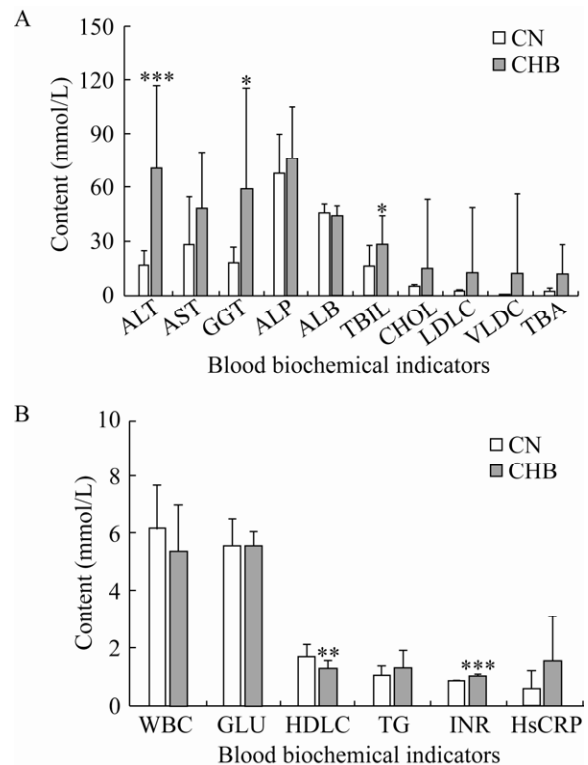 A
CN
CHB
Content (mmol/L)
150
120
90
60
30
0
***
*
*
ALT AST GGT ALP ALB TBIL CHOL LDLC VLDC TBA
Blood biochemical indicators
B
CN
CHB
Content (mmol/L)
10
8
6
4
2
0
**
***
WBC GLU HDLC TG INR HsCRP
Blood biochemical indicators